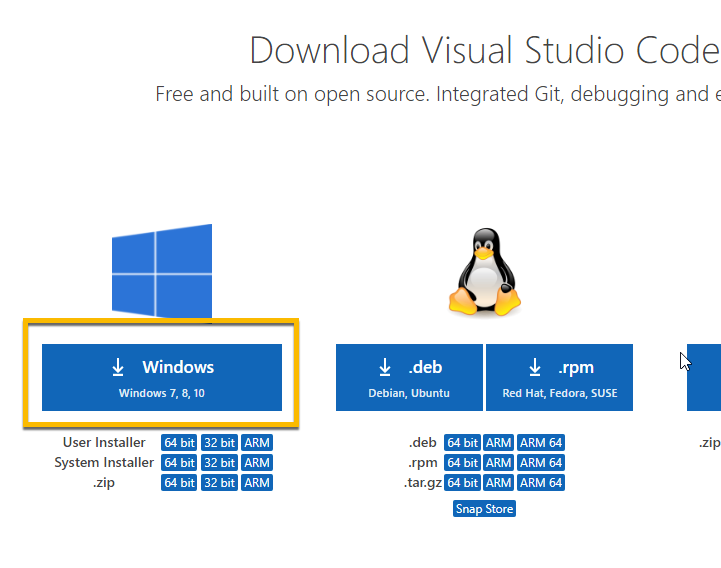 Download Visual Studio Code
Free and built on open source. Integrated Git, debugging and
Windows
Windows 7, 8, 10
.deb
Debian, Ubuntu
.rpm
Red Hat, Fedora, SUSE
User Installer 64 bit 32 bit ARM
System Installer 64 bit 32 bit ARM
.zip 64 bit 32 bit ARM
.deb 64 bit ARM ARM 64
.rpm 64 bit ARM ARM 64
.tar.gz 64 bit ARM ARM 64
Snap Store
.zip